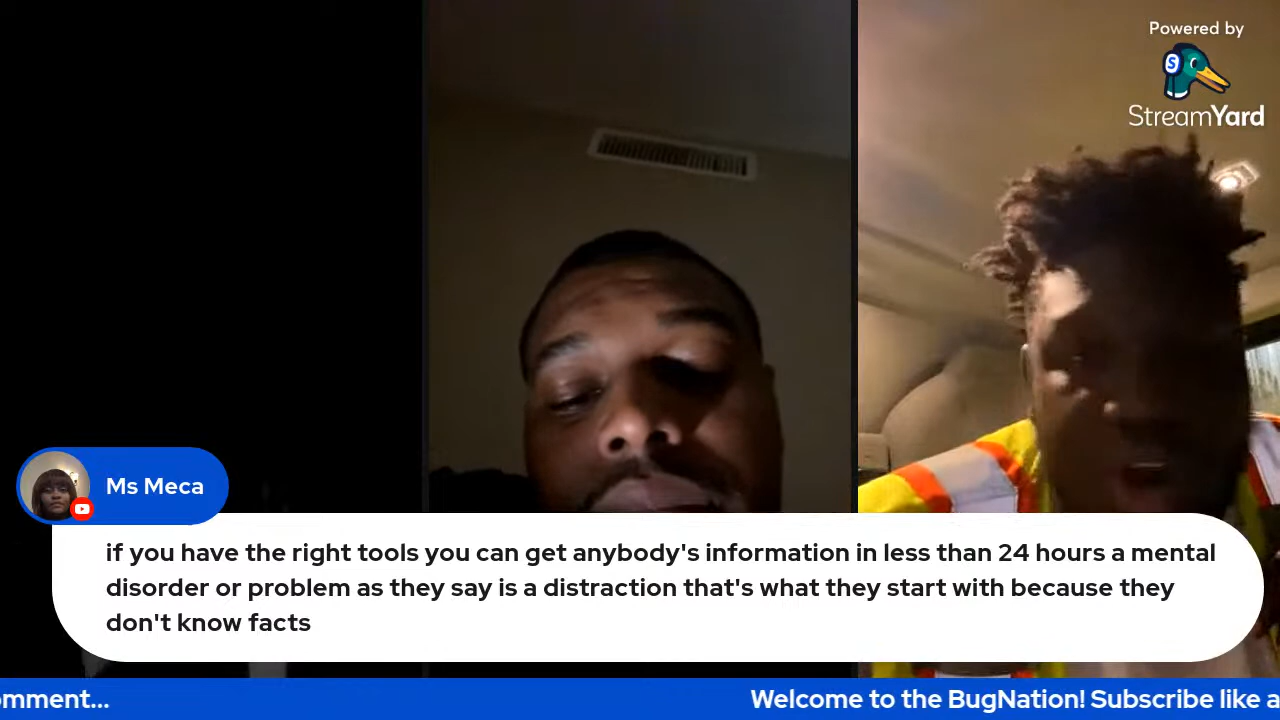 Powered by
StreamYard
Ms Meca
if you have the right tools you can get anybody's information in less than 24 hours a mental
disorder or problem as they say is a distraction that's what they start with because they
don't know facts
omment... Welcome to the BugNation! Subscribe like a